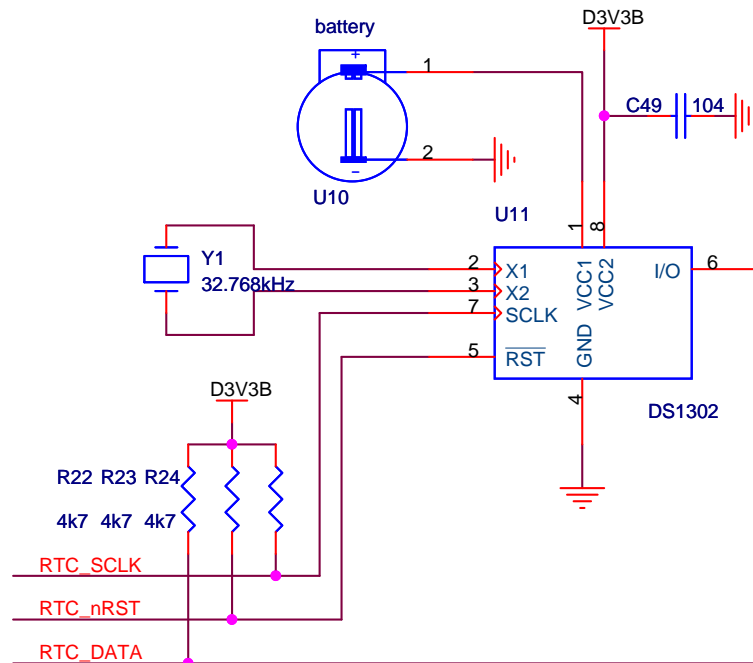 battery
D3V3B
+
1
C49 104
2
-
U10
U11
1
8
Y1
32.768kHz
2
X1
VCC1
VCC2
I/O
6
3
X2
7
SCLK
5
RST
GND
4
DS1302
D3V3B
R22 R23 R24
4k7 4k7 4k7
RTC_SCLK
RTC_nRST
RTC_DATA